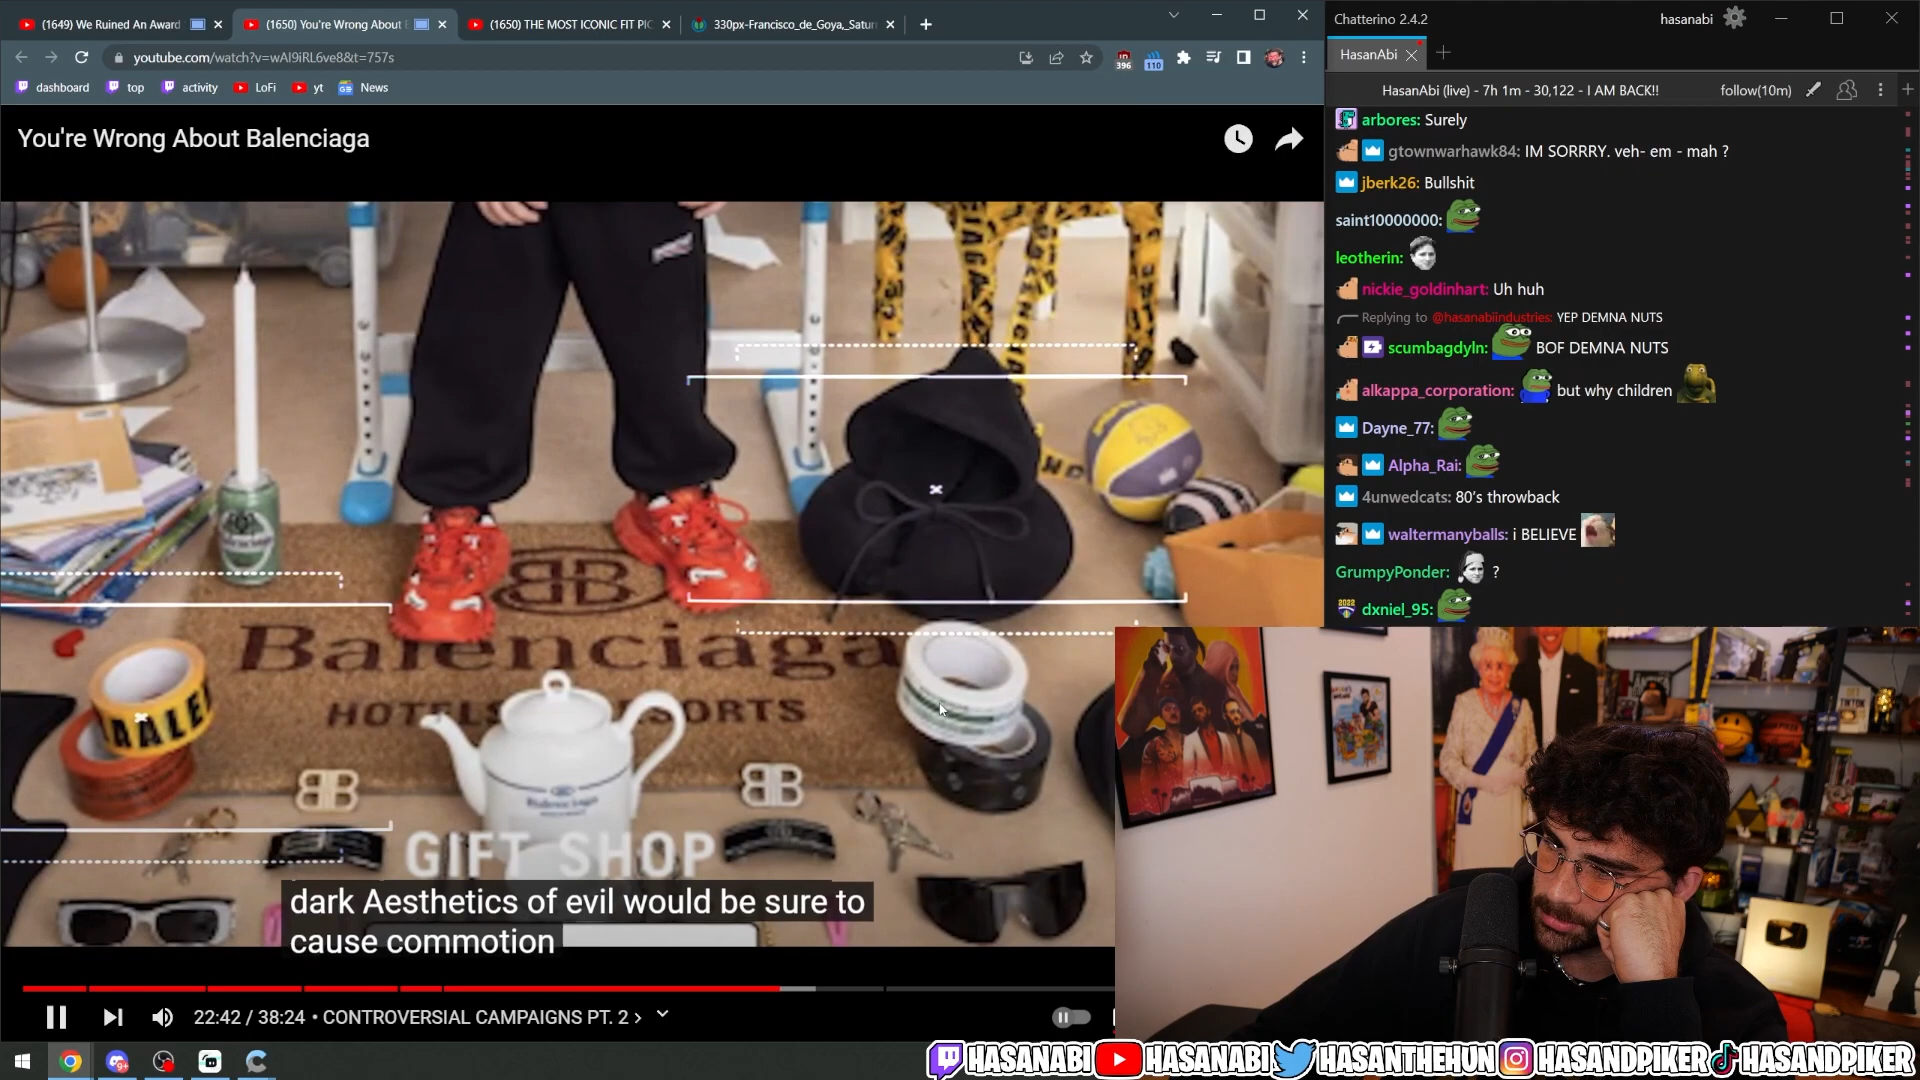 (1649) We Ruined An Award
(1650) You're Wrong About
(1650) THE MOST ICONIC FIT PIC
330px-Francisco_de_Goya,_Satur
youtube.com/watch?v=wAl9iRL6ve8&t=757s
396
110
dashboard
top
activity
LoFi
yt
News
You're Wrong About Balenciaga
Balenciaga
HOTELS RESORTS
BALE
GIFT SHOP
dark Aesthetics of evil would be sure to
cause commotion
22:42 / 38:24 • CONTROVERSIAL CAMPAIGNS PT. 2 >
Chatterino 2.4.2
hasanabi
HasanAbi
HasanAbi (live) - 7h 1m - 30,122 - I AM BACK!!
follow(10m)
arbores: Surely
gtownwarhawk84: IM SORRRY. veh- em - mah ?
jberk26: Bullshit
saint10000000:
leotherin:
nickie_goldinhart: Uh huh
Replying to @hasanabiindustries: YEP DEMNA NUTS
scumbagdyln: BOF DEMNA NUTS
alkappa_corporation: but why children
Dayne_77:
Alpha_Rai:
4unwedcats: 80's throwback
waltermanyballs: i BELIEVE
GrumpyPonder: ?
dxniel_95:
HASANABI HASANABI HASANTHEHUN HASANDPIKER HASANDPIKER